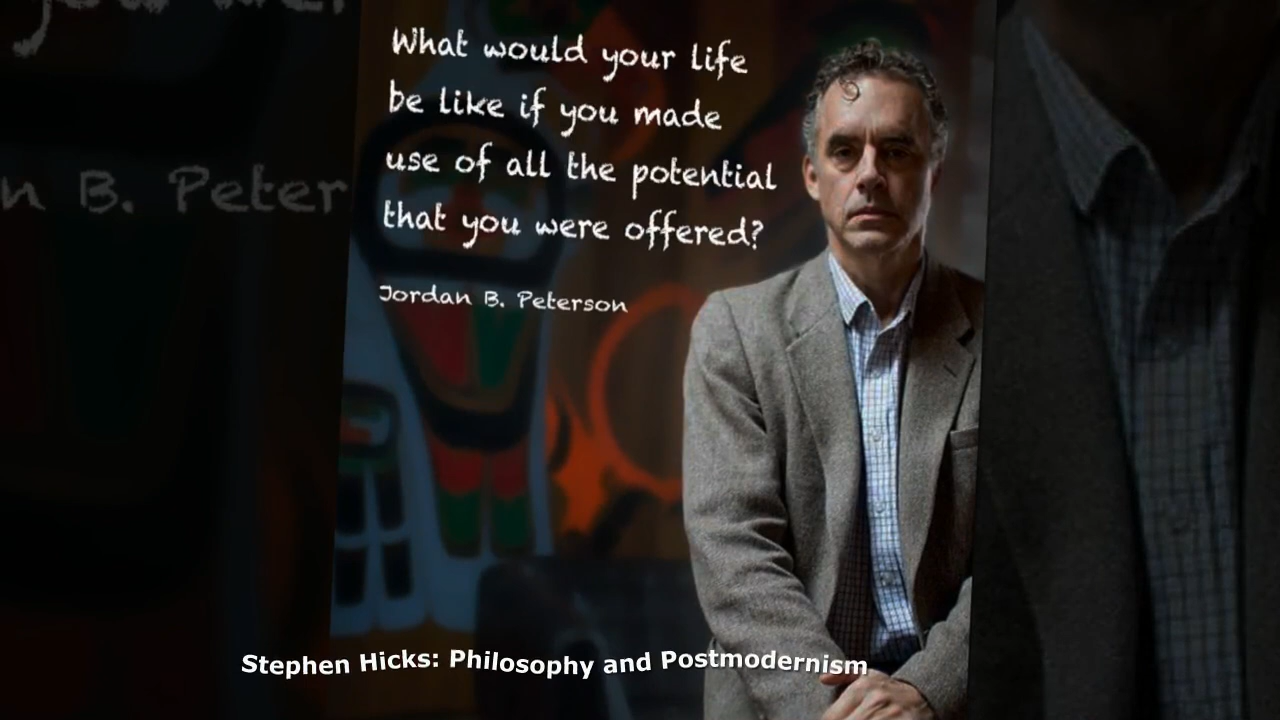 What would your life
be like if you made
use of all the potential
that you were offered?
Jordan B. Peterson
n B. Peter
Stephen Hicks: Philosophy and Postmodernism